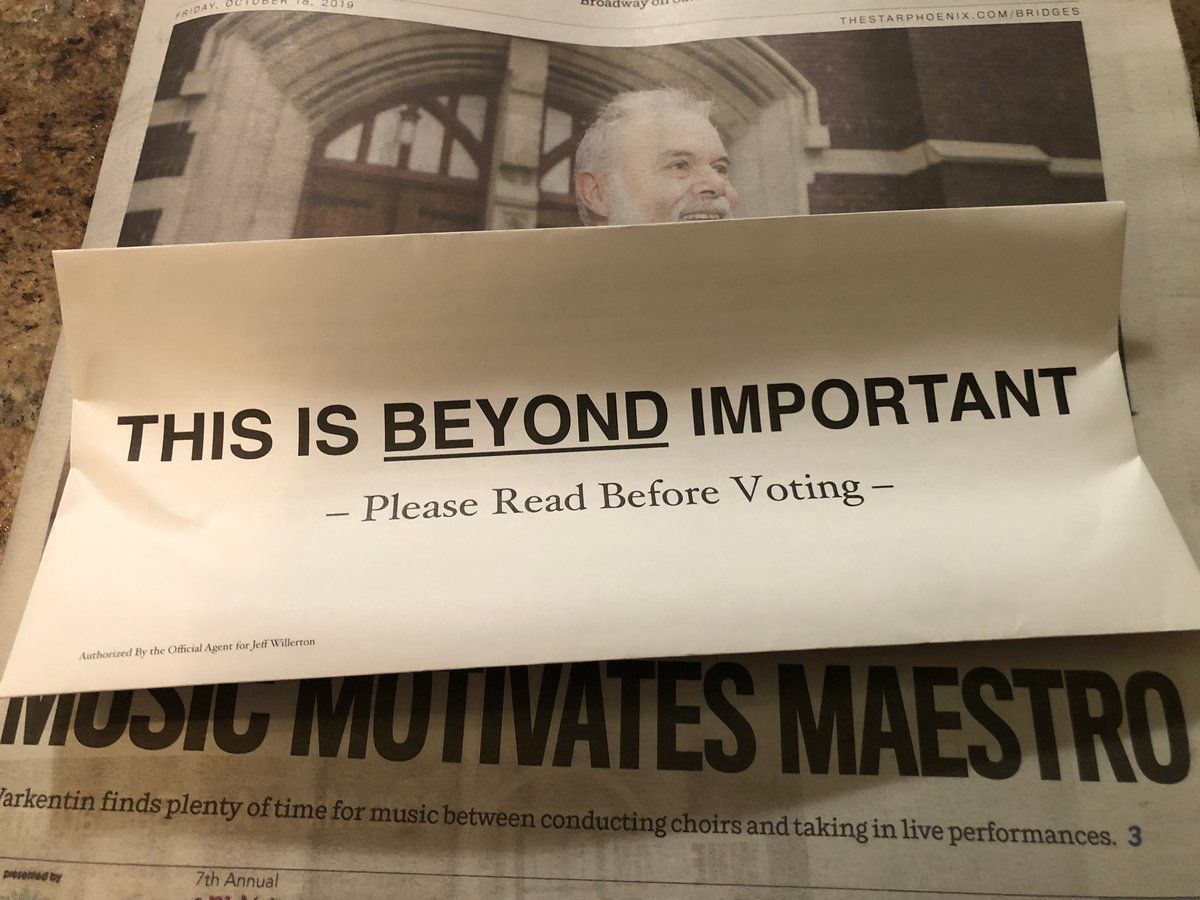 FRIDAY, OCTOBER 18, 2019
Broadway on
THESTARPHOENIX.COM/BRIDGES
THIS IS BEYOND IMPORTANT
– Please Read Before Voting –
Authorized By the Official Agent for Jeff Willerton
MUSIC MOTIVATES MAESTRO
arkentin finds plenty of time for music between conducting choirs and taking in live performances. 3
presented by
7th Annual